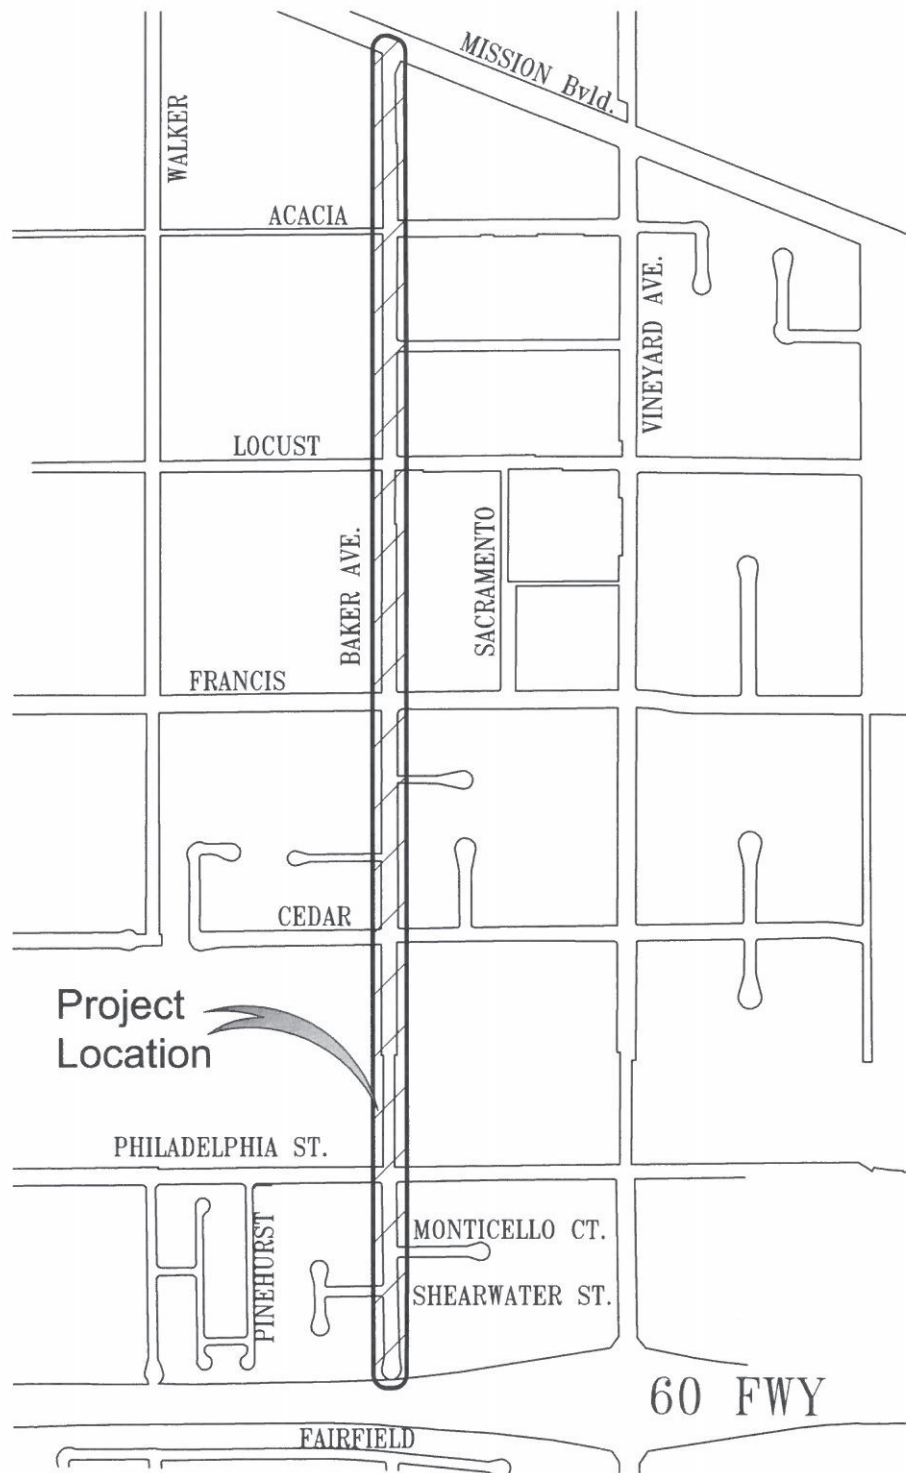 MISSION Bvld.
WALKER
ACACIA
VINEYARD AVE.
LOCUST
BAKER AVE.
SACRAMENTO
FRANCIS
CEDAR
Project
Location
PHILADELPHIA ST.
PINEHURST
MONTICELLO CT.
SHEARWATER ST.
60 FWY
FAIRFIELD